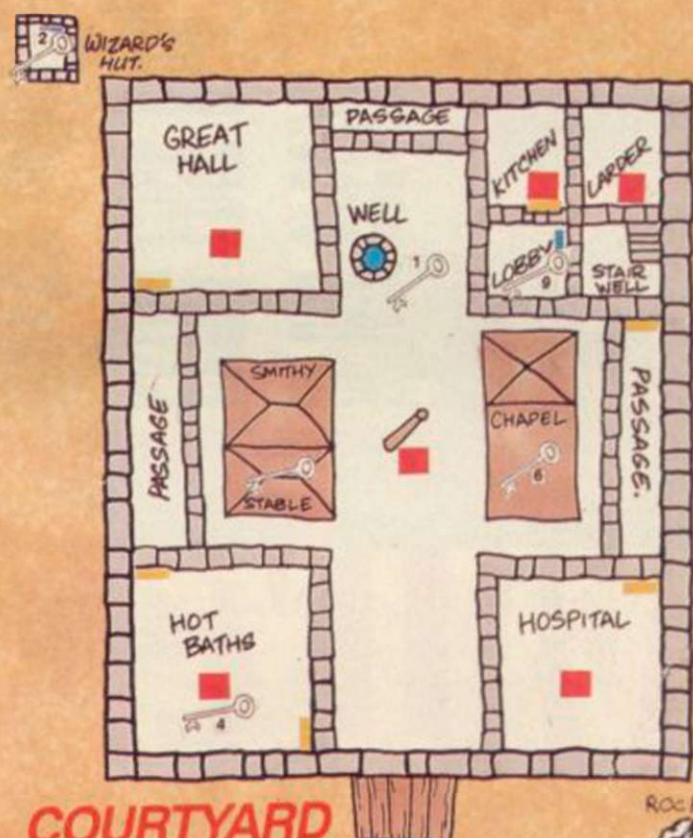 2
WIZARD'S
HUT.
PASSAGE
GREAT
HALL
KITCHEN
LARDER
WELL
1
LOBBY
9
STAIR
WELL
SMITHY
PASSAGE
CHAPEL
PASSAGE.
6
STABLE
HOT
BATHS
HOSPITAL
4
COURTYARD